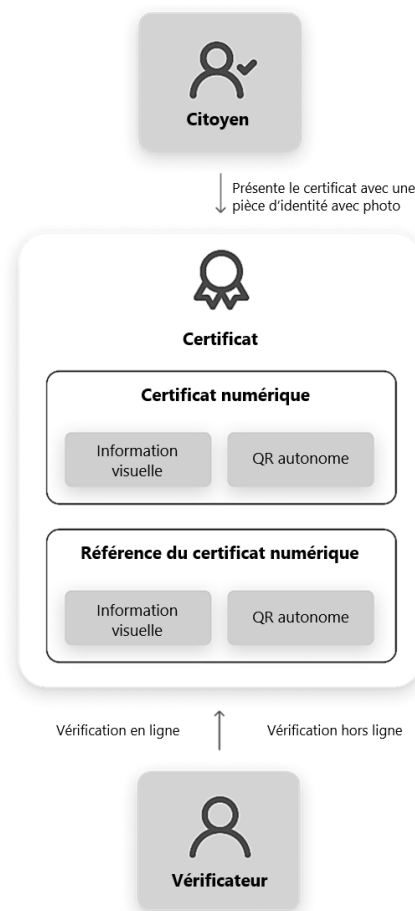 Citoyen
Présente le certificat avec une
pièce d'identité avec photo
Certificat
Certificat numérique
Information
visuelle
QR autonome
Référence du certificat numérique
Information
visuelle
QR autonome
Vérification en ligne
Vérification hors ligne
Vérificateur